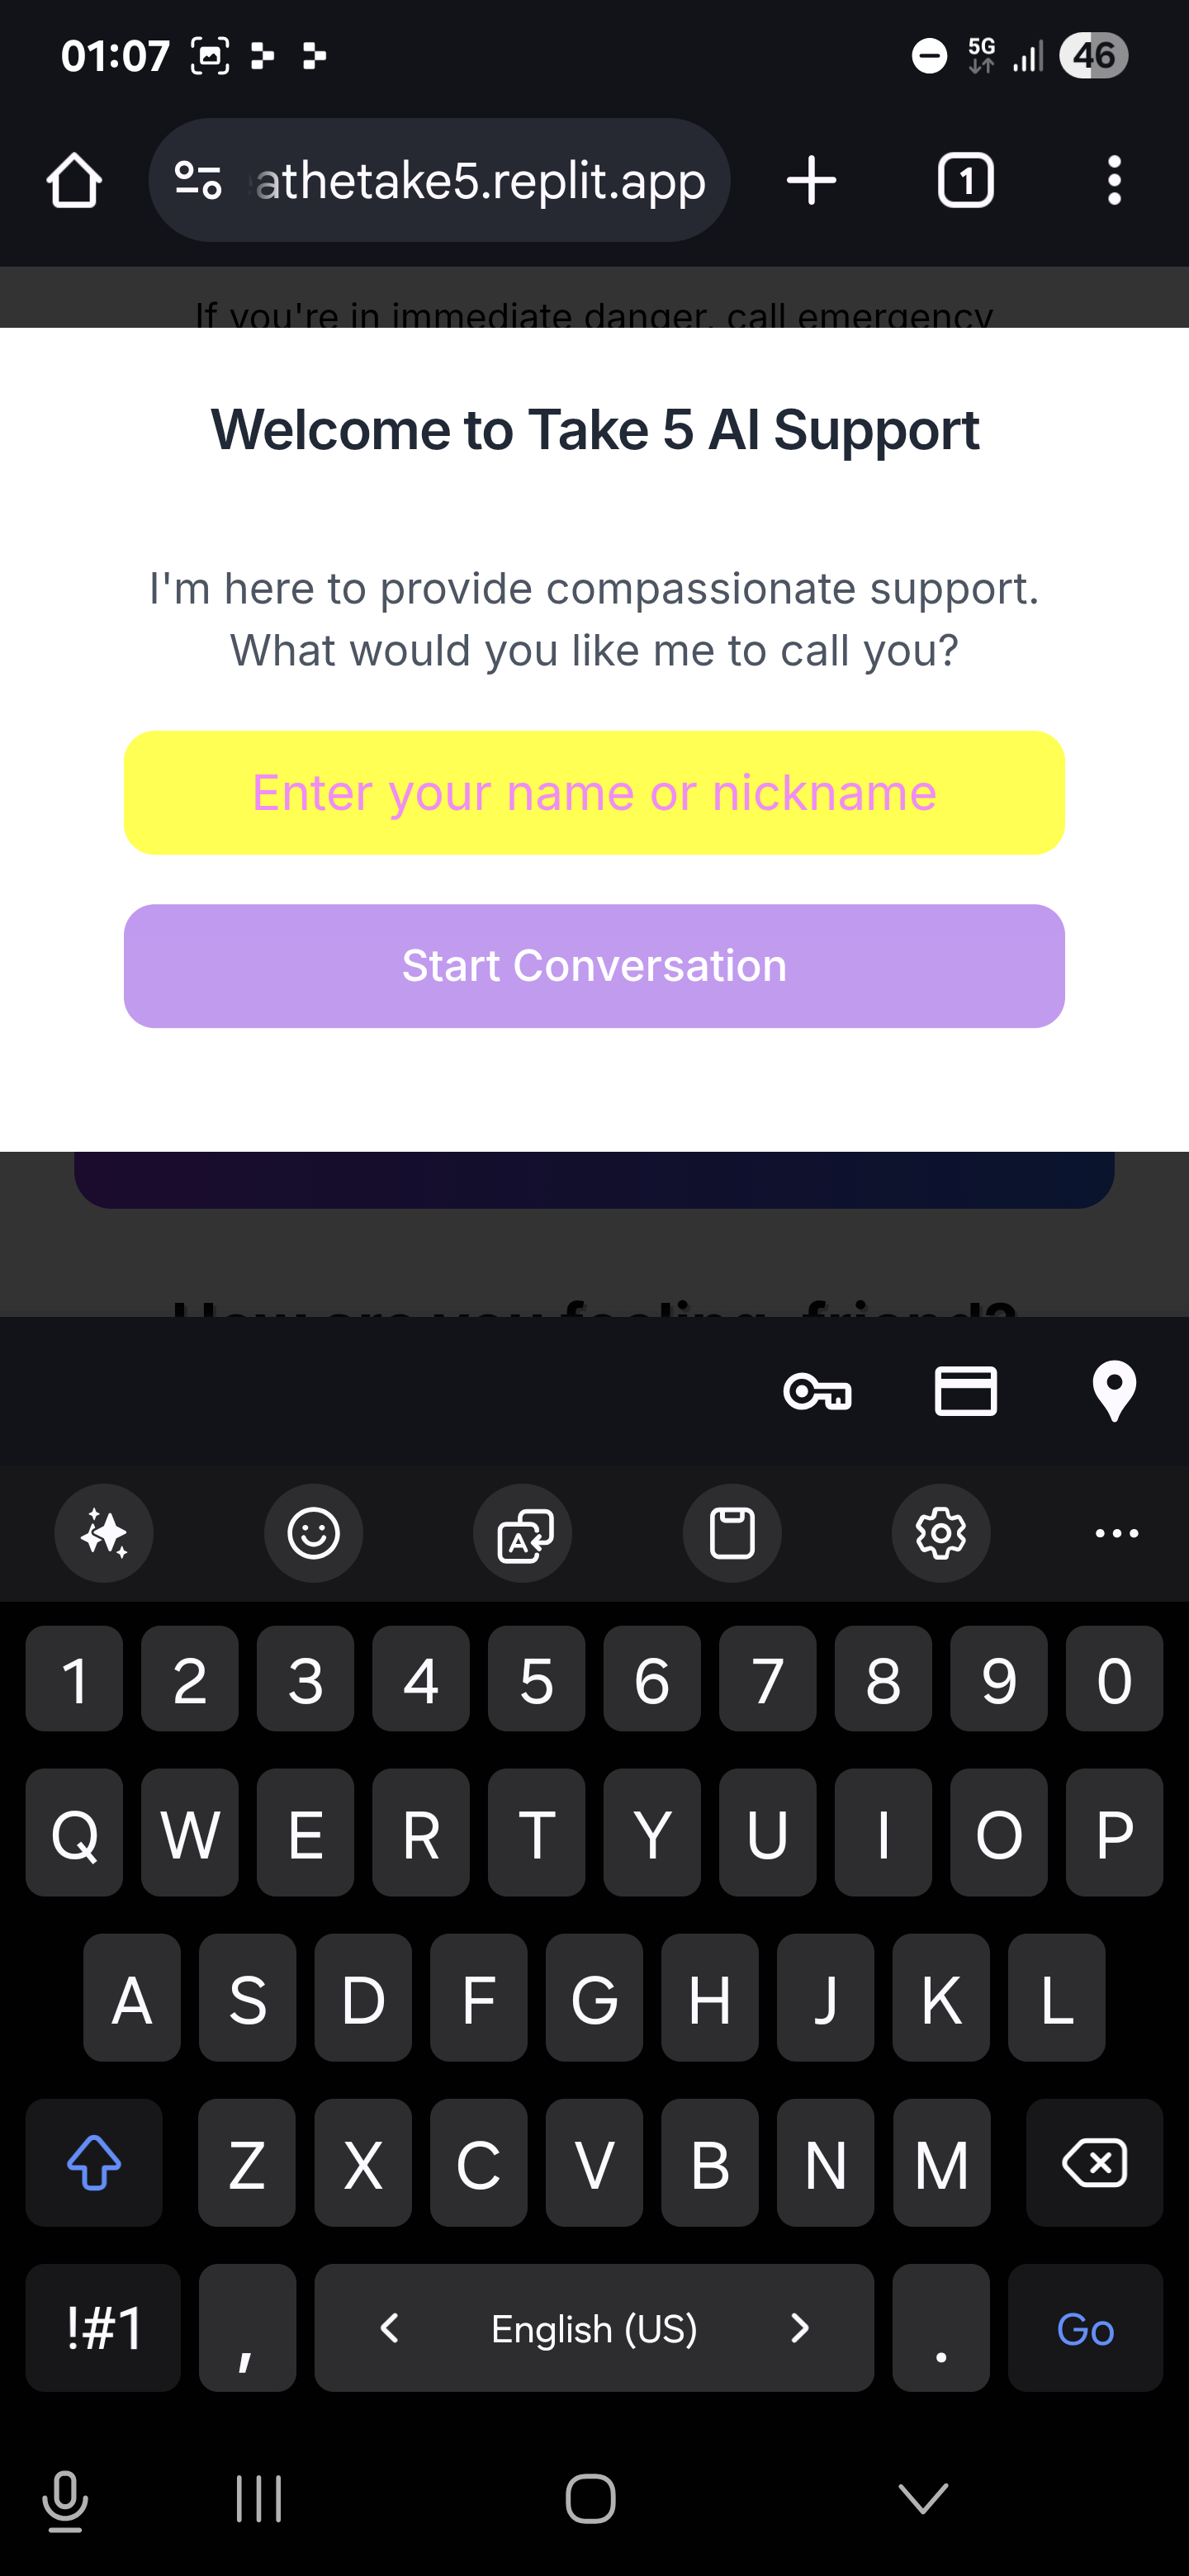 01:07 5G 46
athetake5.replit.app 1
If you're in immediate danger, call emergency
Welcome to Take 5 AI Support
I'm here to provide compassionate support.
What would you like me to call you?
Enter your name or nickname
Start Conversation
How are you feeling, friend?
1 2 3 4 5 6 7 8 9 0
Q W E R T Y U I O P
A S D F G H J K L
Z X C V B N M
!#1 , English (US) . Go